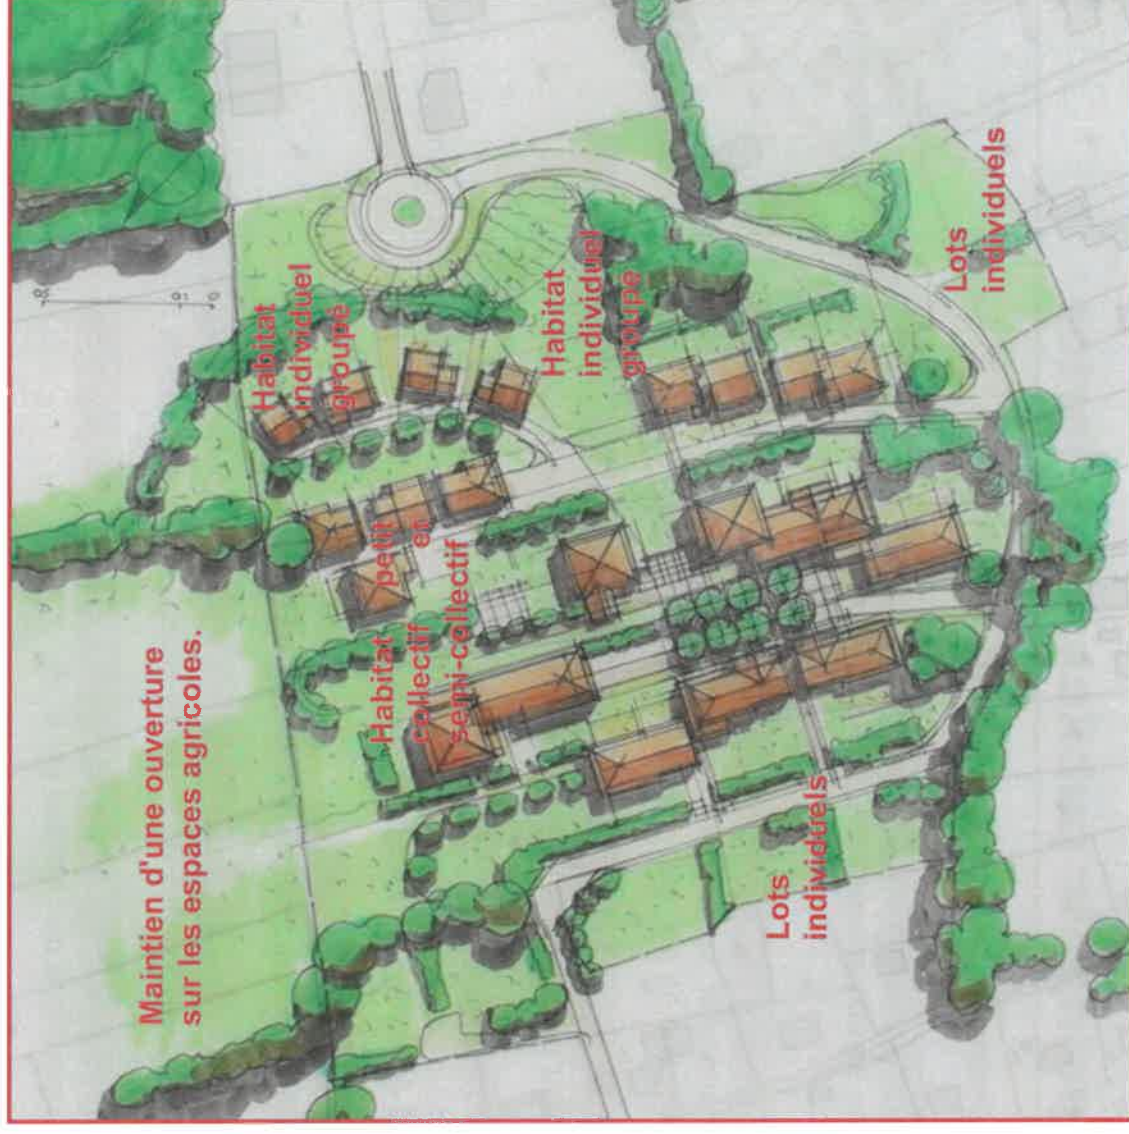 Maintien d'une ouverture
sur les espaces agricoles.
Habitat
individuel
groupé
Habitat petit
collectif et
semi-collectif
Habitat
individuel
groupé
Lots
individuels
Lots
individuels